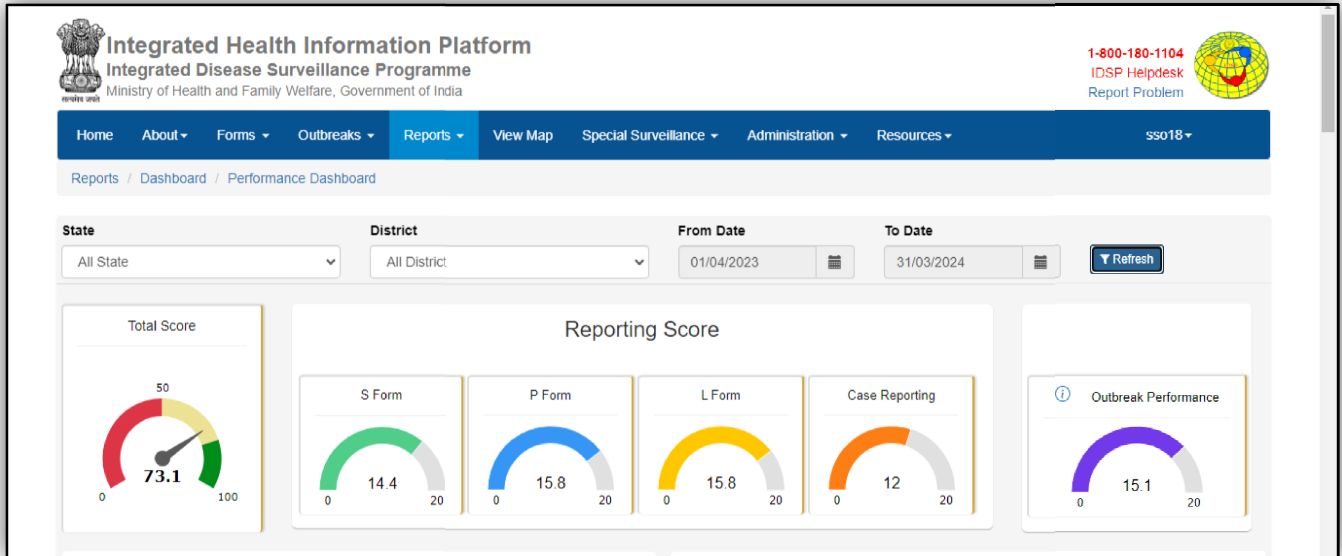 Integrated Health Information Platform
Integrated Disease Surveillance Programme
Ministry of Health and Family Welfare, Government of India
सत्यमेव जयते
1-800-180-1104
IDSP Helpdesk
Report Problem
Home About Forms Outbreaks Reports View Map Special Surveillance Administration Resources sso18
Reports / Dashboard / Performance Dashboard
State District From Date To Date
All State All District 01/04/2023 31/03/2024 Refresh
Total Score
Reporting Score
50
0 73.1 100
S Form P Form L Form Case Reporting Outbreak Performance
14.4 15.8 15.8 12 15.1
0 20 0 20 0 20 0 20 0 20